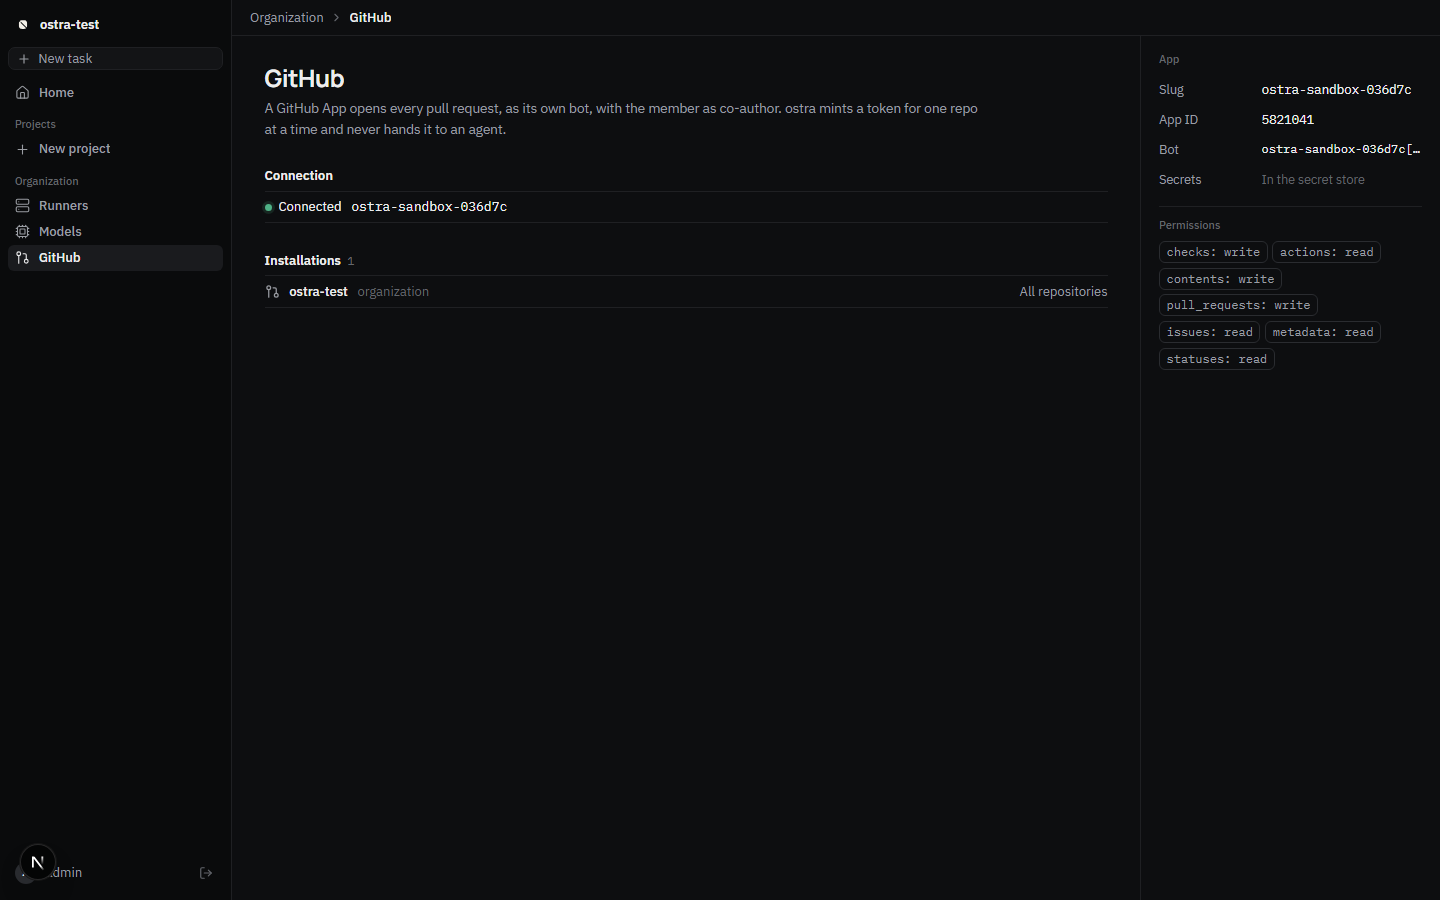 ostra-test
New task
Home
Projects
New project
Organization
Runners
Models
GitHub
Organization > GitHub
GitHub
A GitHub App opens every pull request, as its own bot, with the member as co-author. ostra mints a token for one repo
at a time and never hands it to an agent.
Connection
Connected ostra-sandbox-036d7c
Installations 1
ostra-test organization All repositories
App
Slug ostra-sandbox-036d7c
App ID 5821041
Bot ostra-sandbox-036d7c[…
Secrets In the secret store
Permissions
checks: write actions: read
contents: write
pull_requests: write
issues: read metadata: read
statuses: read
N
dmin